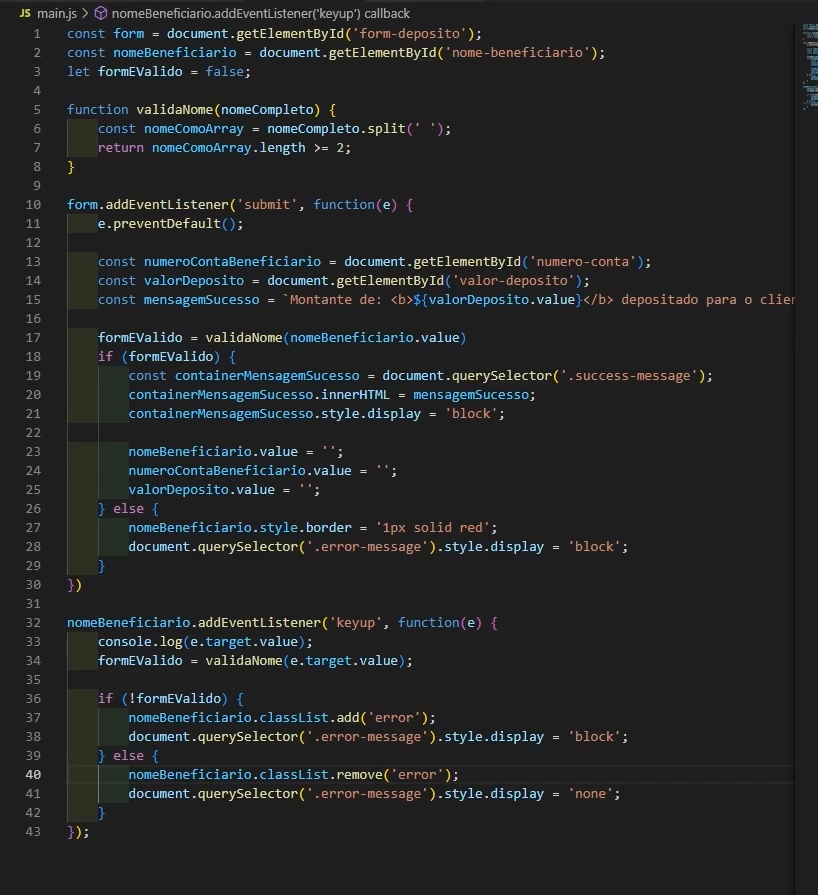 JS main.js > nomeBeneficiario.addEventListener('keyup') callback
1 const form = document.getElementById('form-deposito');
2 const nomeBeneficiario = document.getElementById('nome-beneficiario');
3 let formEValido = false;
4
5 function validaNome(nomeCompleto) {
6     const nomeComoArray = nomeCompleto.split(' ');
7     return nomeComoArray.length >= 2;
8 }
9
10 form.addEventListener('submit', function(e) {
11     e.preventDefault();
12
13     const numeroContaBeneficiario = document.getElementById('numero-conta');
14     const valorDeposito = document.getElementById('valor-deposito');
15     const mensagemSucesso = `Montante de: <b>${valorDeposito.value}</b> depositado para o clien
16
17     formEValido = validaNome(nomeBeneficiario.value)
18     if (formEValido) {
19         const containerMensagemSucesso = document.querySelector('.success-message');
20         containerMensagemSucesso.innerHTML = mensagemSucesso;
21         containerMensagemSucesso.style.display = 'block';
22
23         nomeBeneficiario.value = '';
24         numeroContaBeneficiario.value = '';
25         valorDeposito.value = '';
26     } else {
27         nomeBeneficiario.style.border = '1px solid red';
28         document.querySelector('.error-message').style.display = 'block';
29     }
30 })
31
32 nomeBeneficiario.addEventListener('keyup', function(e) {
33     console.log(e.target.value);
34     formEValido = validaNome(e.target.value);
35
36     if (!formEValido) {
37         nomeBeneficiario.classList.add('error');
38         document.querySelector('.error-message').style.display = 'block';
39     } else {
40         nomeBeneficiario.classList.remove('error');
41         document.querySelector('.error-message').style.display = 'none';
42     }
43 });